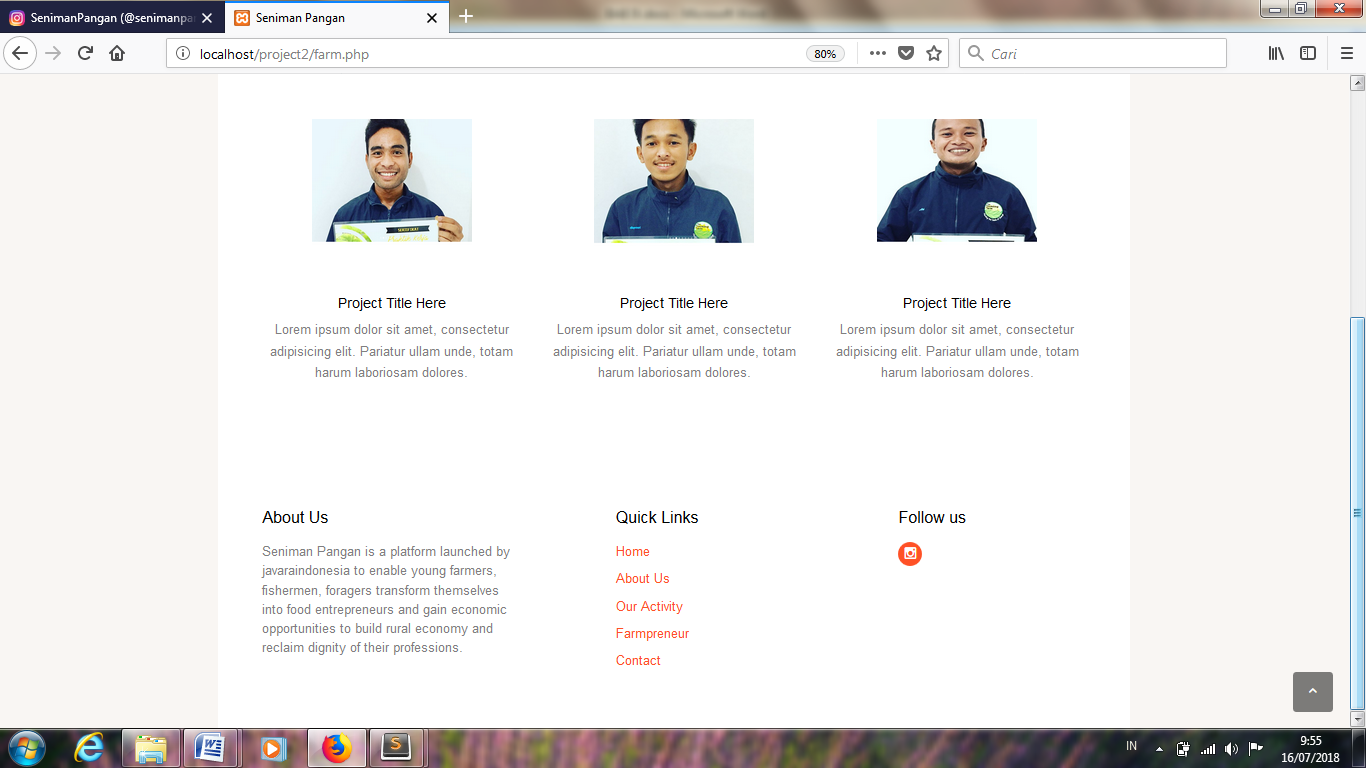 SenimanPangan (@senimanpan
Seniman Pangan
localhost/project2/farm.php
80%
Cari
Project Title Here
Lorem ipsum dolor sit amet, consectetur
adipisicing elit. Pariatur ullam unde, totam
harum laboriosam dolores.
Project Title Here
Lorem ipsum dolor sit amet, consectetur
adipisicing elit. Pariatur ullam unde, totam
harum laboriosam dolores.
Project Title Here
Lorem ipsum dolor sit amet, consectetur
adipisicing elit. Pariatur ullam unde, totam
harum laboriosam dolores.
About Us
Seniman Pangan is a platform launched by
javaraindonesia to enable young farmers,
fishermen, foragers transform themselves
into food entrepreneurs and gain economic
opportunities to build rural economy and
reclaim dignity of their professions.
Quick Links
Home
About Us
Our Activity
Farmpreneur
Contact
Follow us
IN
9:55
16/07/2018